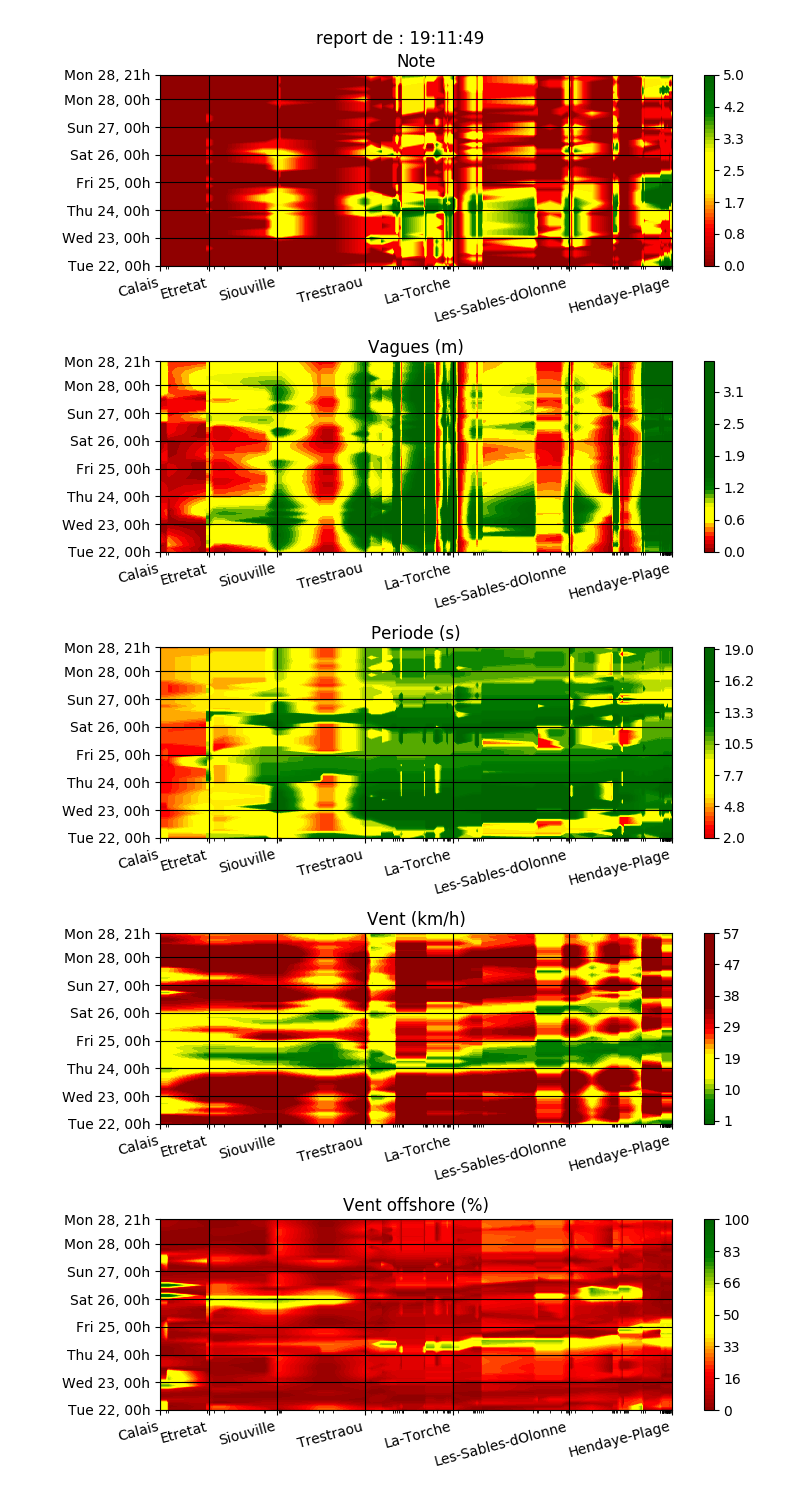 report de : 19:11:49
Note
Mon 28, 21h
Mon 28, 00h
Sun 27, 00h
Sat 26, 00h
Fri 25, 00h
Thu 24, 00h
Wed 23, 00h
Tue 22, 00h
5.0
4.2
3.3
2.5
1.7
0.8
0.0
Calais Etretat Siouville Trestraou La-Torche Les-Sables-dOlonne Hendaye-Plage
Vagues (m)
Mon 28, 21h
Mon 28, 00h
Sun 27, 00h
Sat 26, 00h
Fri 25, 00h
Thu 24, 00h
Wed 23, 00h
Tue 22, 00h
3.1
2.5
1.9
1.2
0.6
0.0
Calais Etretat Siouville Trestraou La-Torche Les-Sables-dOlonne Hendaye-Plage
Periode (s)
Mon 28, 21h
Mon 28, 00h
Sun 27, 00h
Sat 26, 00h
Fri 25, 00h
Thu 24, 00h
Wed 23, 00h
Tue 22, 00h
19.0
16.2
13.3
10.5
7.7
4.8
2.0
Calais Etretat Siouville Trestraou La-Torche Les-Sables-dOlonne Hendaye-Plage
Vent (km/h)
Mon 28, 21h
Mon 28, 00h
Sun 27, 00h
Sat 26, 00h
Fri 25, 00h
Thu 24, 00h
Wed 23, 00h
Tue 22, 00h
57
47
38
29
19
10
1
Calais Etretat Siouville Trestraou La-Torche Les-Sables-dOlonne Hendaye-Plage
Vent offshore (%)
Mon 28, 21h
Mon 28, 00h
Sun 27, 00h
Sat 26, 00h
Fri 25, 00h
Thu 24, 00h
Wed 23, 00h
Tue 22, 00h
100
83
66
50
33
16
0
Calais Etretat Siouville Trestraou La-Torche Les-Sables-dOlonne Hendaye-Plage